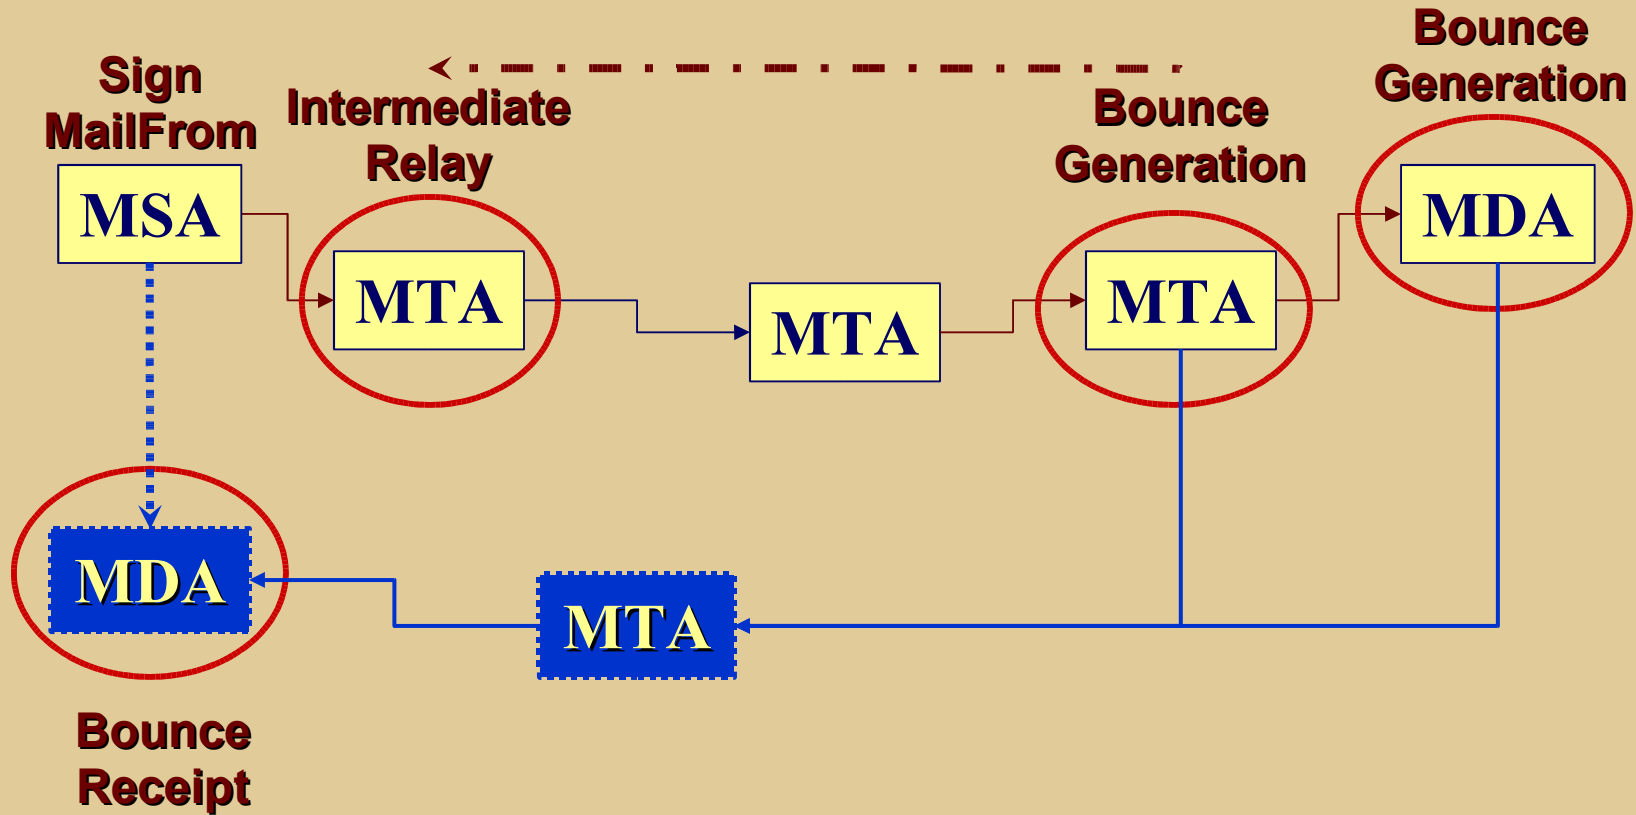 Sign
MailFrom
Intermediate
Relay
Bounce
Generation
Bounce
Generation
MSA
MTA
MTA
MTA
MDA
MDA
MTA
Bounce
Receipt